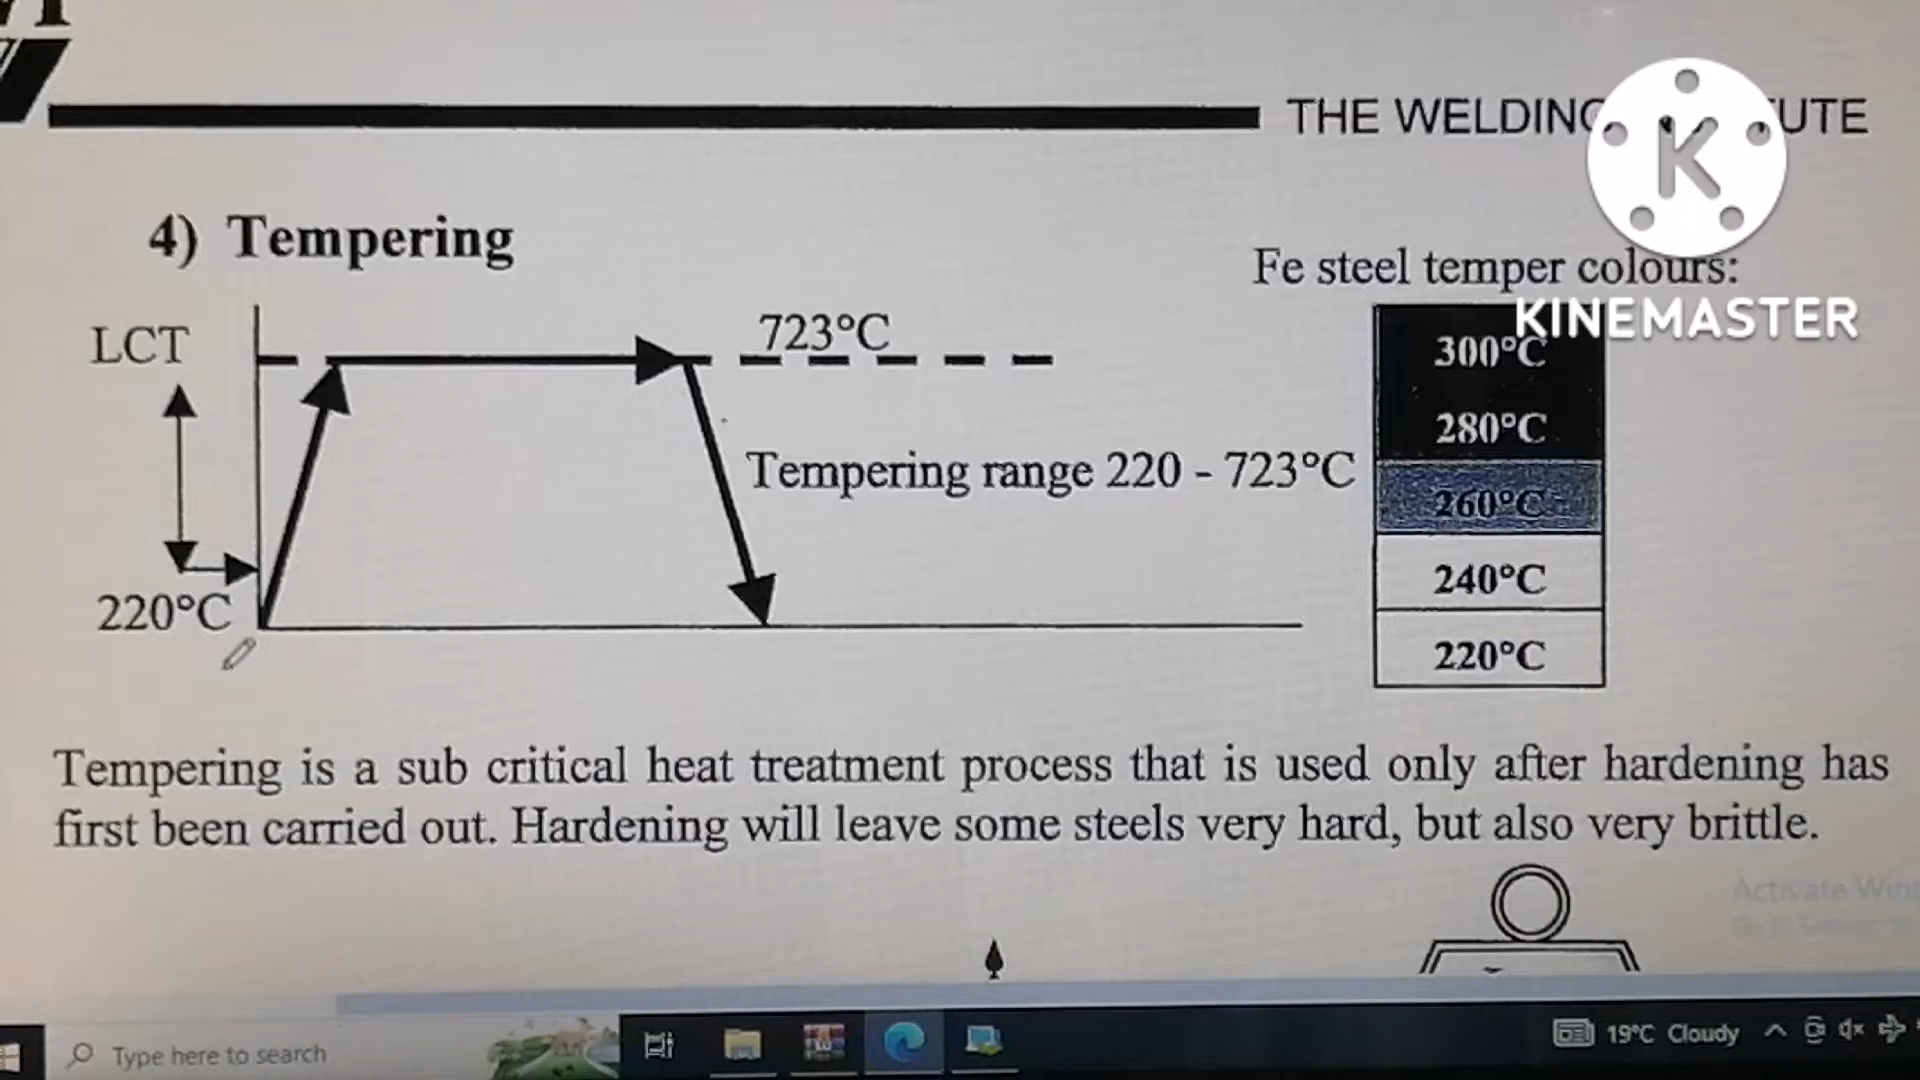 THE WELDING
4) Tempering
Fe steel temper colours:
KINEMASTER
LCT
723°C
300°C
280°C
Tempering range 220 - 723°C
260°C
240°C
220°C
220°C
Tempering is a sub critical heat treatment process that is used only after hardening has
first been carried out. Hardening will leave some steels very hard, but also very brittle.
Activate Win
Type here to search
19°C Cloudy